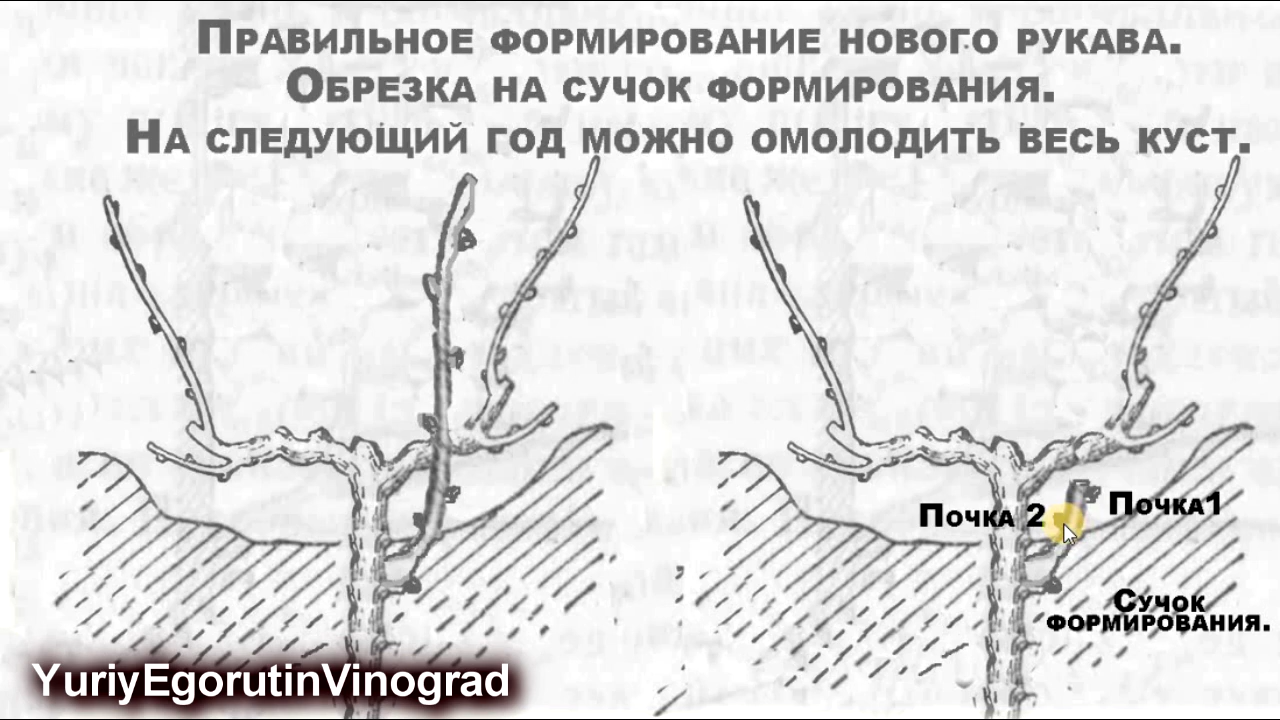 Правильное формирование нового рукава.
Обрезка на сучок формирования.
На следующий год можно омолодить весь куст.
Почка 2
Почка1
Сучок
формирования.
YuriyEgorutinVinograd